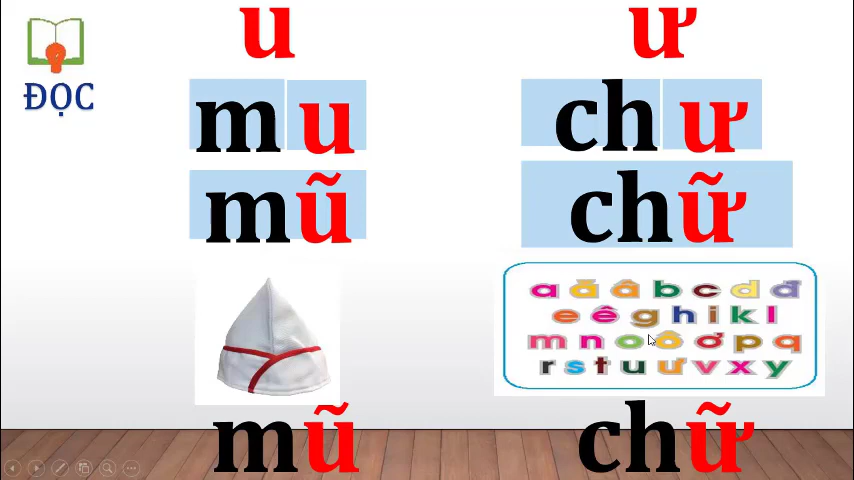 u ư
ĐỌC
m u ch ư
mũ chữ
a ă â b c d đ
e ê g h i k l
m n o ô ơ p q
r s t u ư v x y
mũ chữ